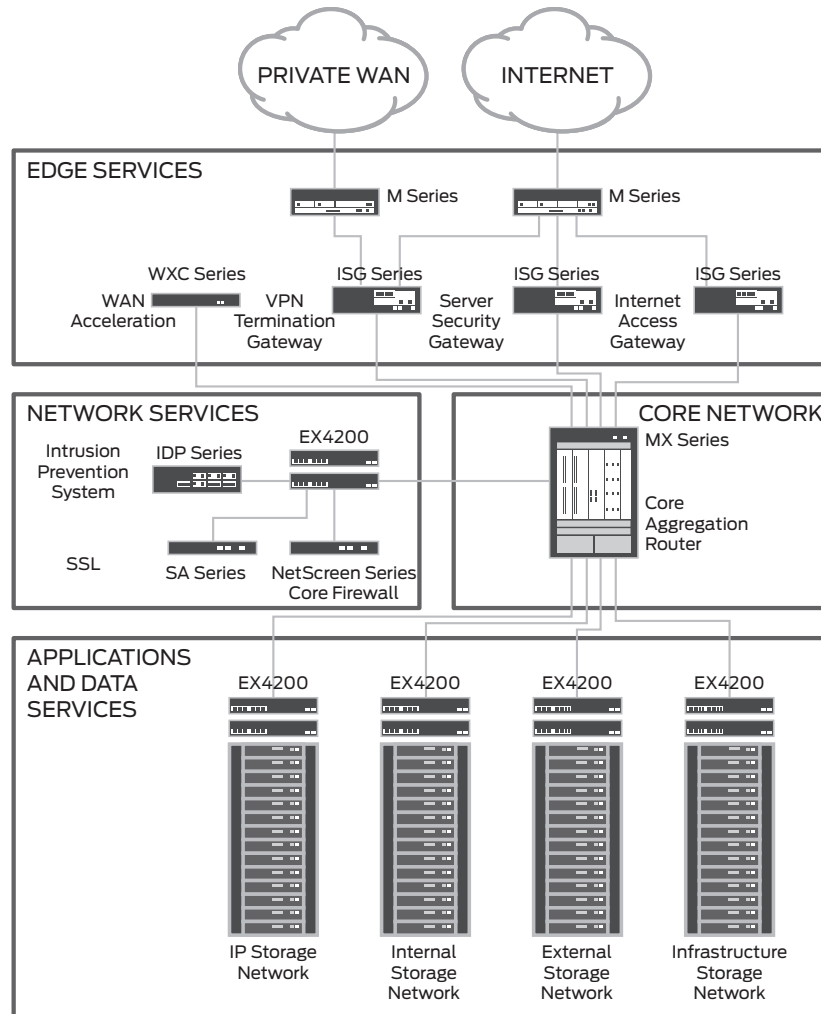 PRIVATE WAN
INTERNET
EDGE SERVICES
M Series
M Series
WXC Series
ISG Series
ISG Series
ISG Series
WAN
Acceleration
VPN
Termination
Gateway
Server
Security
Gateway
Internet
Access
Gateway
NETWORK SERVICES
EX4200
Intrusion
Prevention
System
IDP Series
SSL
SA Series
NetScreen Series
Core Firewall
CORE NETWORK
MX Series
Core
Aggregation
Router
APPLICATIONS
AND DATA
SERVICES
EX4200
EX4200
EX4200
EX4200
IP Storage
Network
Internal
Storage
Network
External
Storage
Network
Infrastructure
Storage
Network